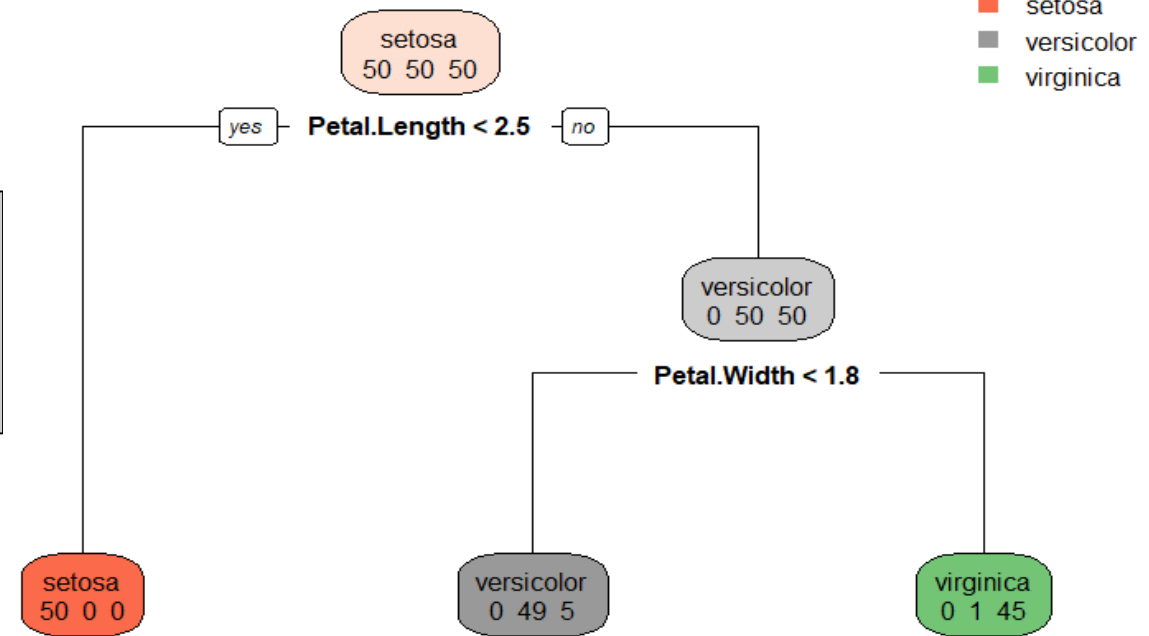 setosa
versicolor
virginica
setosa
50 50 50
yes
Petal.Length < 2.5
no
versicolor
0 50 50
Petal.Width < 1.8
setosa
50 0 0
versicolor
0 49 5
virginica
0 1 45